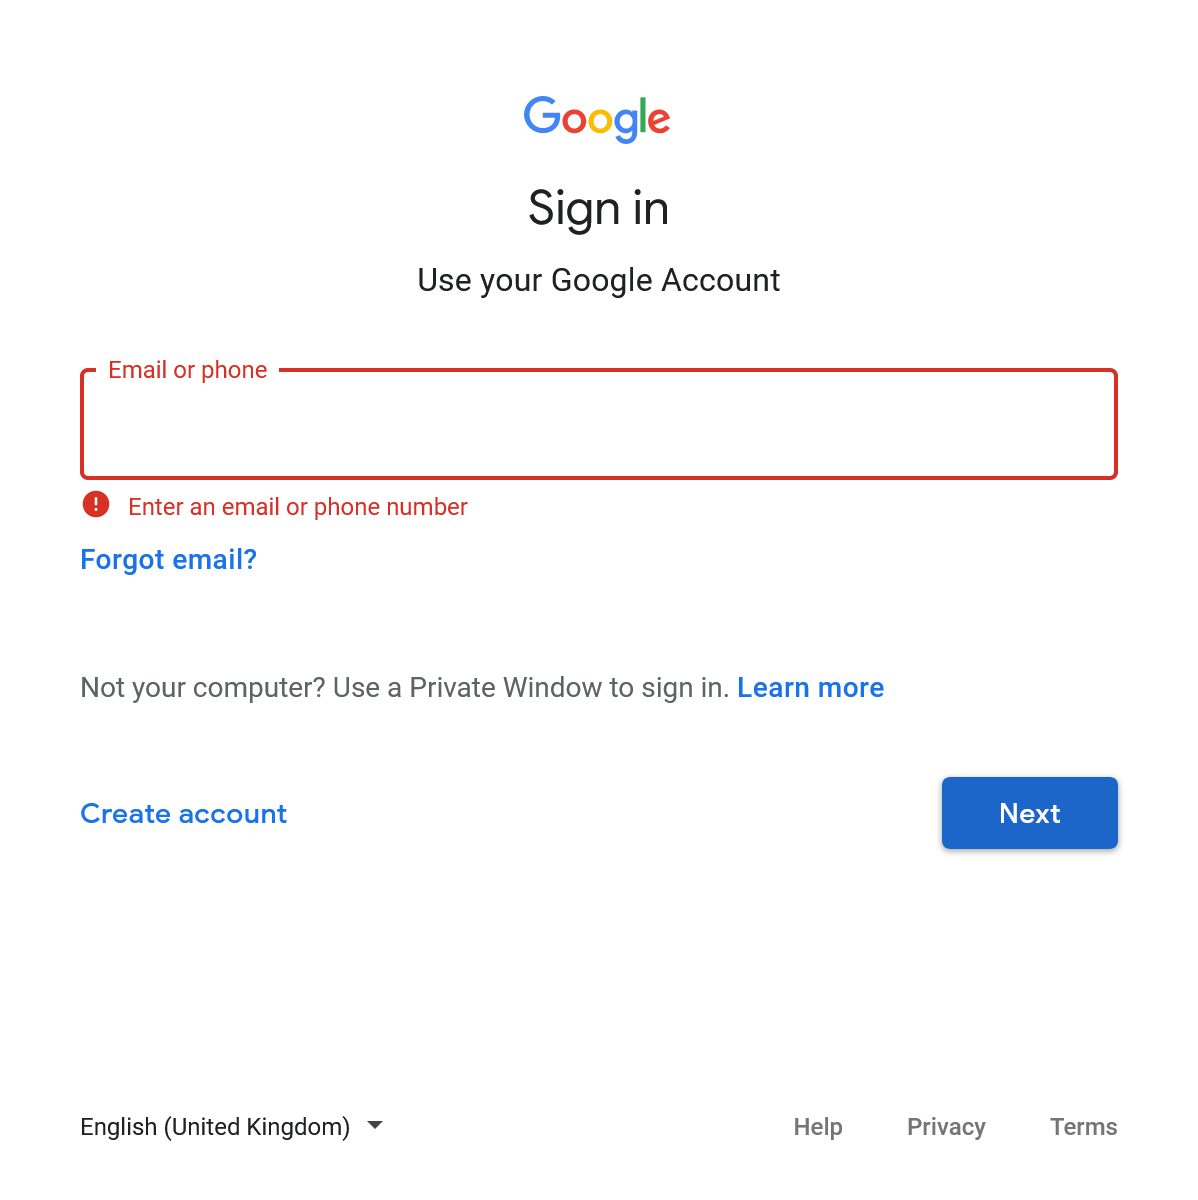 Google
Sign in
Use your Google Account
Email or phone
Enter an email or phone number
Forgot email?
Not your computer? Use a Private Window to sign in. Learn more
Create account
Next
English (United Kingdom)
Help Privacy Terms